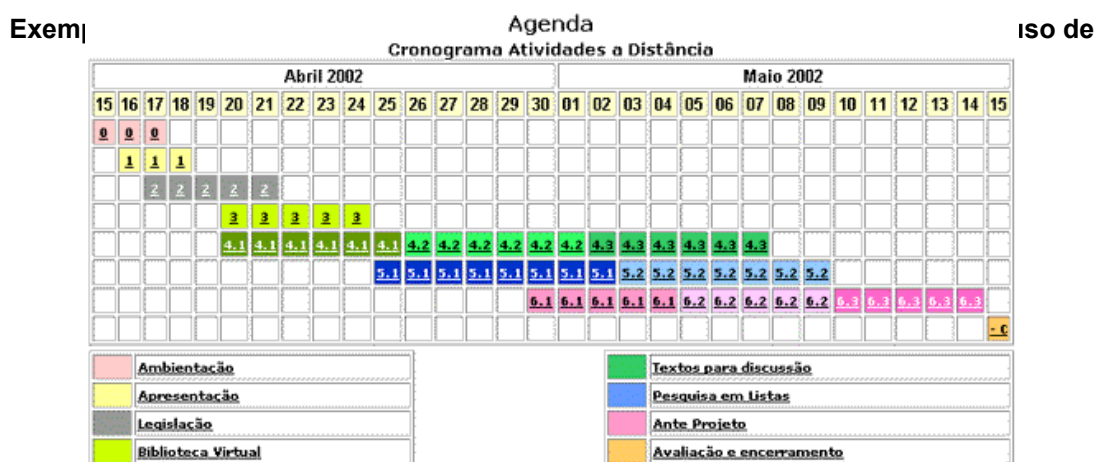 Agenda
Cronograma Atividades a Distância
Abril 2002 Maio 2002
15 16 17 18 19 20 21 22 23 24 25 26 27 28 29 30 01 02 03 04 05 06 07 08 09 10 11 12 13 14 15
0 0 0
1 1 1
2 2 2 2 2
3 3 3 3 3
4.1 4.1 4.1 4.1 4.1 4.1 4.2 4.2 4.2 4.2 4.2 4.2 4.3 4.3 4.3 4.3 4.3 4.3
5.1 5.1 5.1 5.1 5.1 5.1 5.1 5.1 5.2 5.2 5.2 5.2 5.2 5.2 5.2
6.1 6.1 6.1 6.1 6.1 6.2 6.2 6.2 6.2 6.2 6.3 6.3 6.3 6.3 6.3
Ambientação Textos para discussão
Apresentação Pesquisa em Listas
Legislação Ante Projeto
Biblioteca Virtual Avaliação e encerramento